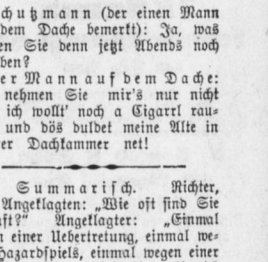 chutzmann (der einen Mann
dem Dache bemerkt): Ja, was
en Sie denn jetzt Abends noch
ben?
er Mann auf dem Dache:
nehmen Sie mir's nur nicht
ich wollt' noch a Cigarrl rau-
und dös duldet meine Alte in
er Dachkammer net!
Summarisch. Richter,
Angeklagten: „Wie oft sind Sie
aft?" Angeklagter: „Einmal
n einer Uebertretung, einmal we-
Hazardspiels, einmal wegen einer